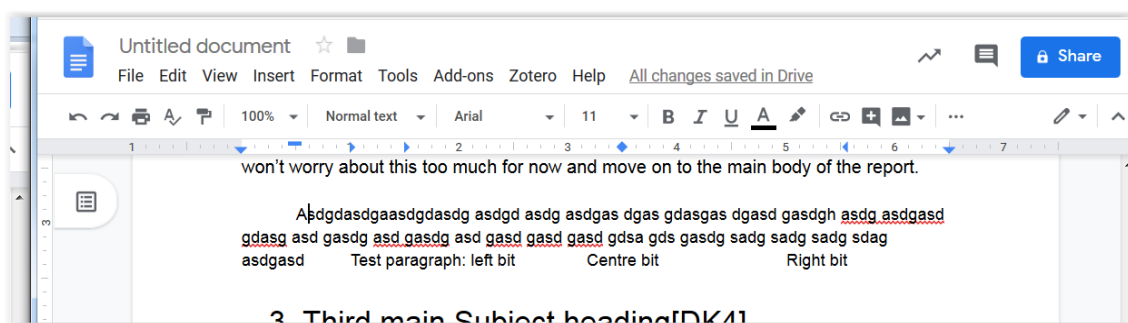 Untitled document
File Edit View Insert Format Tools Add-ons Zotero Help All changes saved in Drive
Share
100% Normal text Arial 11 B I U A
1 1 2 3 4 5 6 7
won't worry about this too much for now and move on to the main body of the report.
3
Asdgdasdgaasdgdasdg asdgd asdg asdgas dgas gdasgas dgasd gasdgh asdg asdgasd
gdasg asd gasdg asd gasdg asd gasd gasd gasd gdsa gds gasdg sadg sadg sadg sdag
asdgasd Test paragraph: left bit Centre bit Right bit
3. Third main Subject heading[DK4]